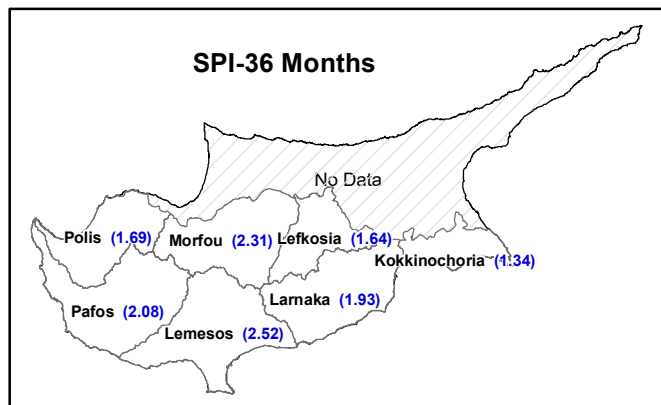 SPI-36 Months
No Data
Polis (1.69)
Morfou (2.31)
Lefkosia (1.64)
Kokkinochoria (1.34)
Pafos (2.08)
Larnaka (1.93)
Lemesos (2.52)